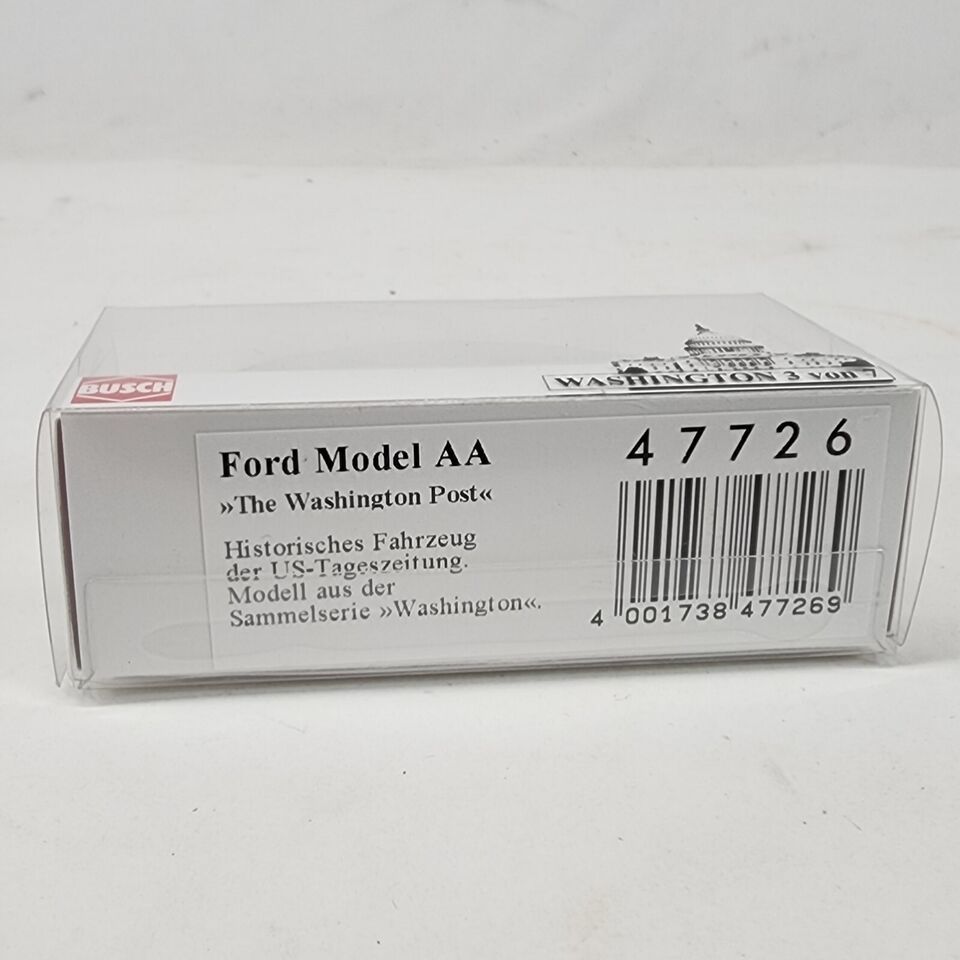 BUSCH
WASHINGTON 3 von 7
Ford Model AA
»The Washington Post«
Historisches Fahrzeug
der US-Tageszeitung.
Modell aus der
Sammelserie »Washington«.
47726
4 001738 477269